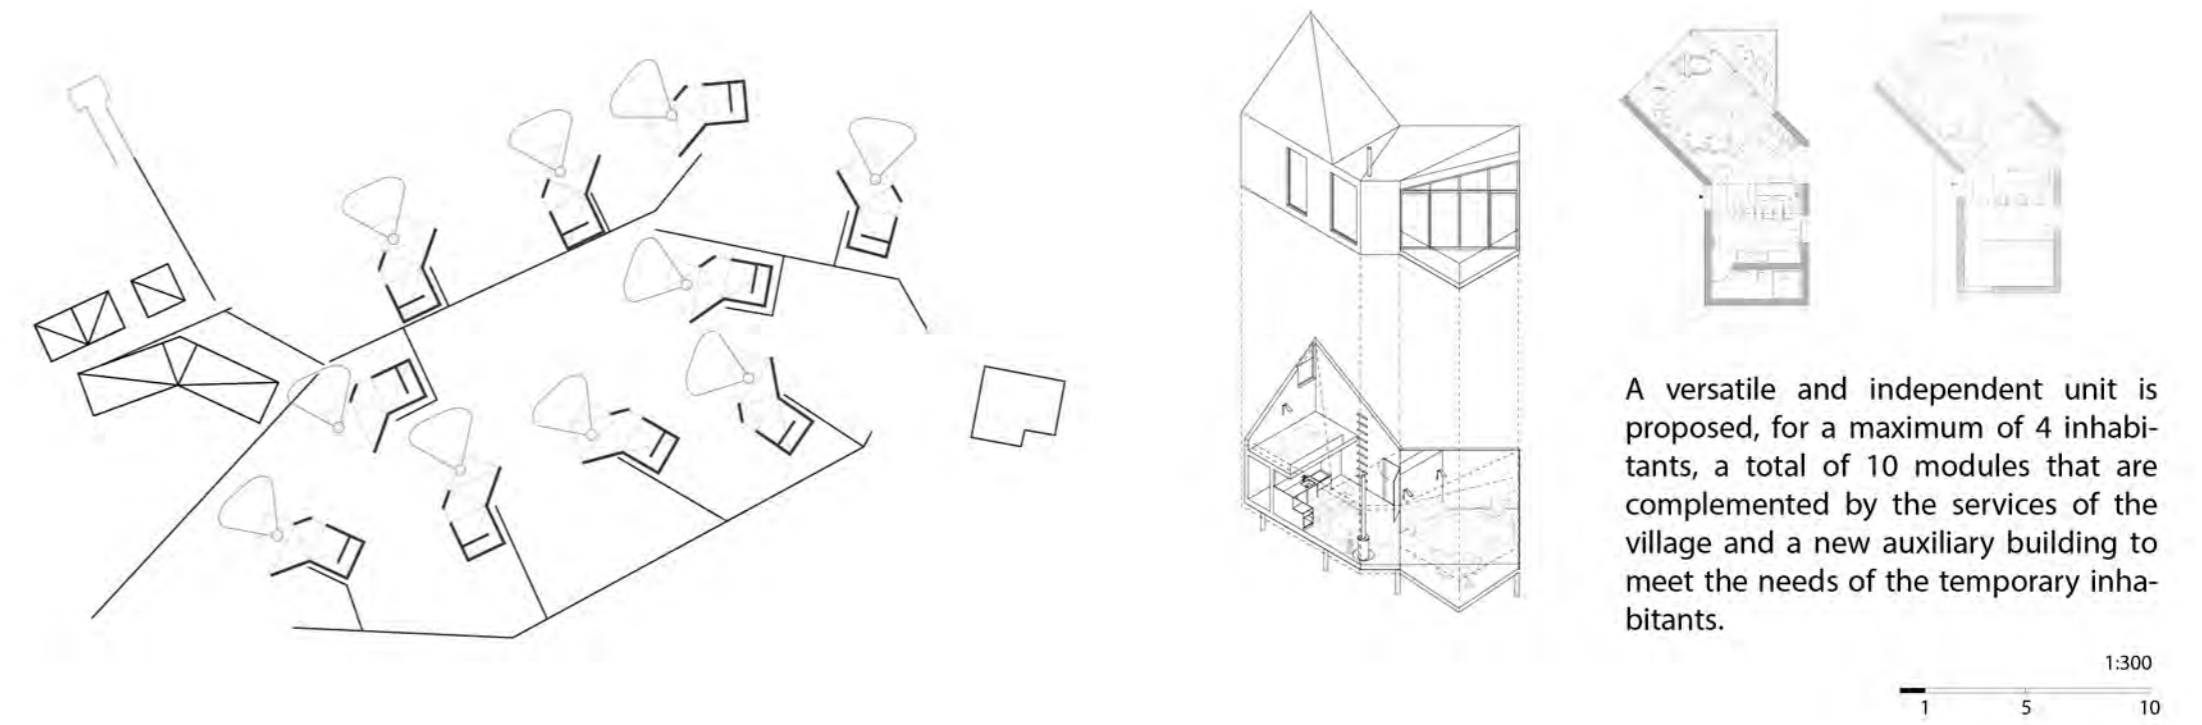 A versatile and independent unit is
proposed, for a maximum of 4 inhabi-
tants, a total of 10 modules that are
complemented by the services of the
village and a new auxiliary building to
meet the needs of the temporary inha-
bitants.
1:300
1 5 10